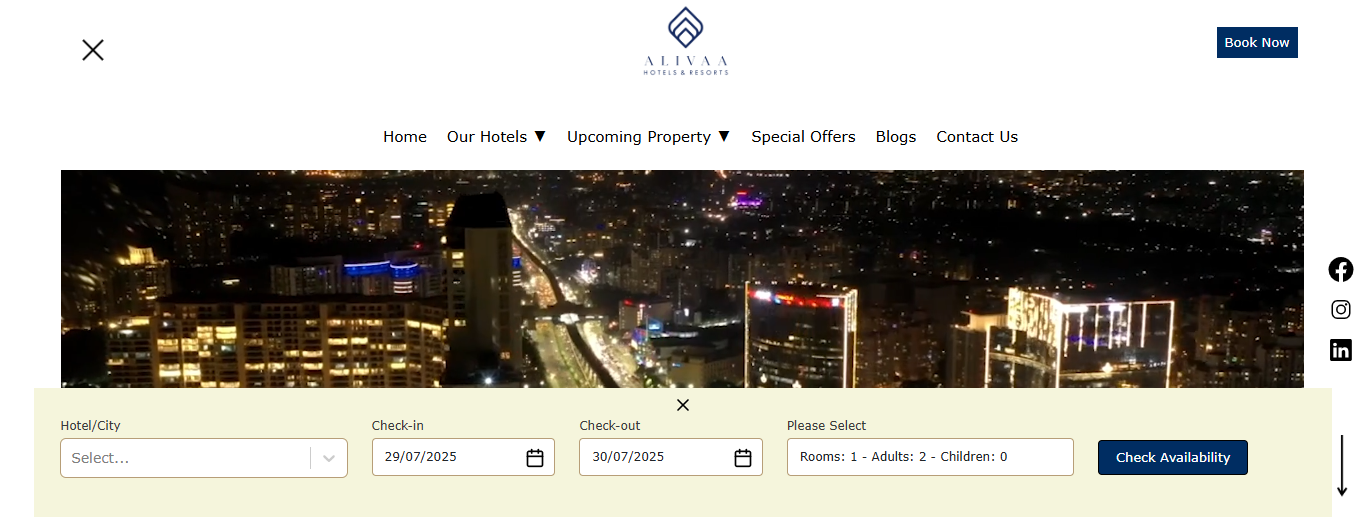 ALIVAA
HOTELS & RESORTS
Book Now
Home
Our Hotels ▼
Upcoming Property ▼
Special Offers
Blogs
Contact Us
Hotel/City
Check-in
Check-out
Please Select
Select...
29/07/2025
30/07/2025
Rooms: 1 - Adults: 2 - Children: 0
Check Availability